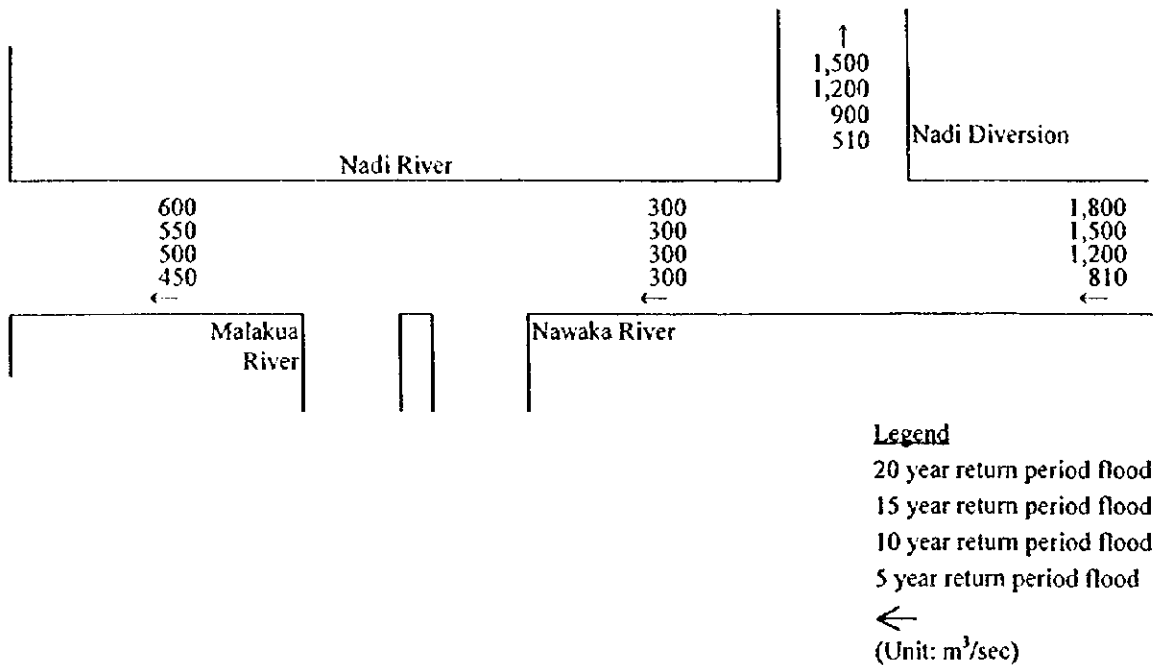 ↑
1,500
1,200
900
510
Nadi Diversion
Nadi River
600
550
500
450
←
300
300
300
300
←
1,800
1,500
1,200
810
←
Malakua
River
Nawaka River
Legend
20 year return period flood
15 year return period flood
10 year return period flood
5 year return period flood
←
(Unit: m³/sec)